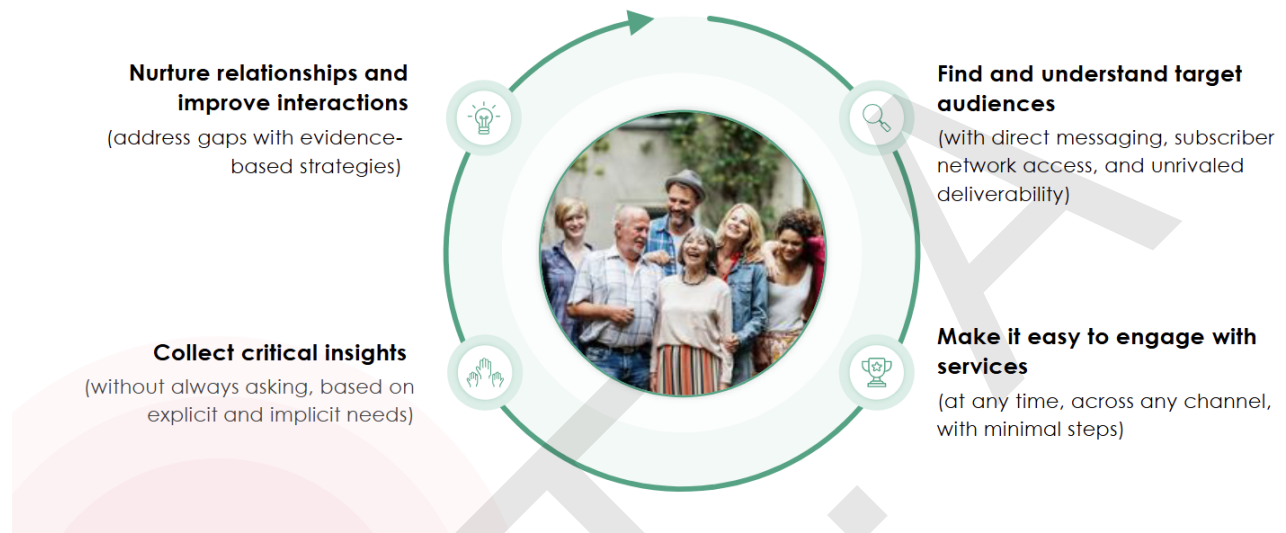 Nurture relationships and
improve interactions
(address gaps with evidence-
based strategies)
Find and understand target
audiences
(with direct messaging, subscriber
network access, and unrivaled
deliverability)
Collect critical insights
(without always asking, based on
explicit and implicit needs)
Make it easy to engage with
services
(at any time, across any channel,
with minimal steps)